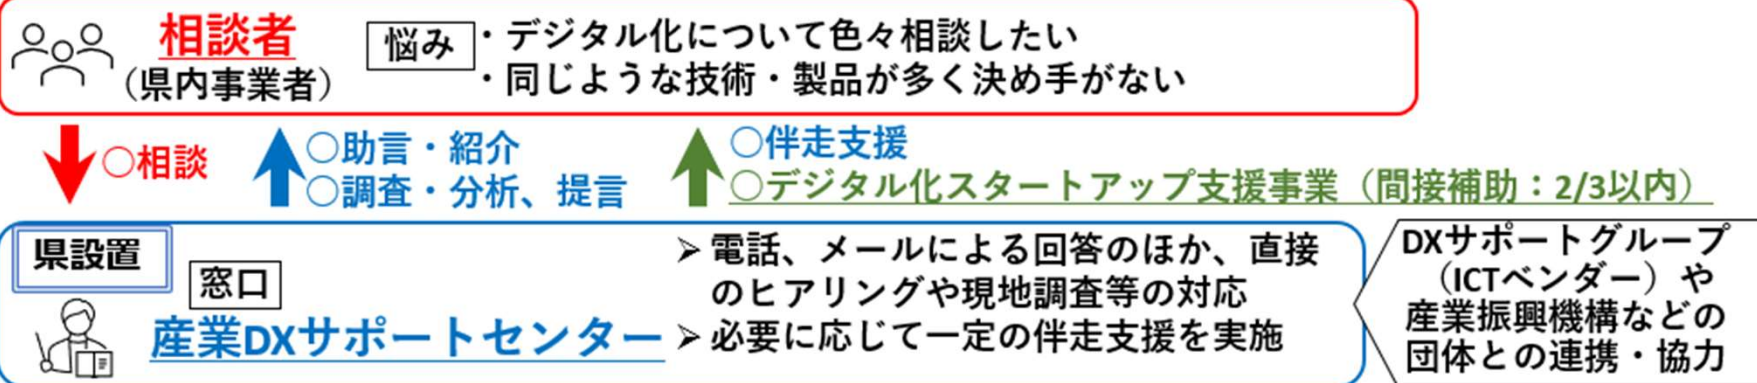 相談者
(県内事業者)
悩み
・デジタル化について色々相談したい
・同じような技術・製品が多く決め手がない
○相談
○助言・紹介
○調査・分析、提言
○伴走支援
○デジタル化スタートアップ支援事業（間接補助：2/3以内）
県設置
窓口
産業DXサポートセンター
➢ 電話、メールによる回答のほか、直接
のヒアリングや現地調査等の対応
➢ 必要に応じて一定の伴走支援を実施
DXサポートグループ
（ICTベンダー）や
産業振興機構などの
団体との連携・協力